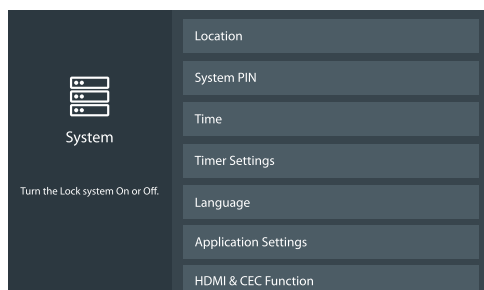 System
Turn the Lock system On or Off.
Location
System PIN
Time
Timer Settings
Language
Application Settings
HDMI & CEC Function